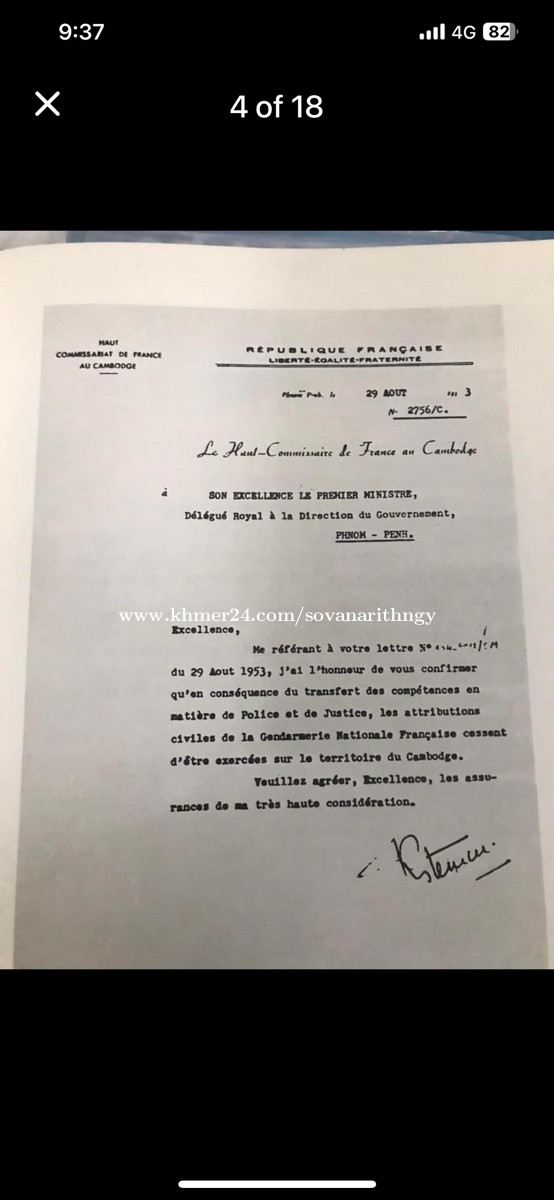 9:37
4G 82
4 of 18
HAUT
COMMISSARIAT DE FRANCE
AU CAMBODGE
RÉPUBLIQUE FRANÇAISE
LIBERTÉ-ÉGALITÉ-FRATERNITÉ
29 AOUT 3
N- 2756/C.
Le Haut-Commissaire de France au Cambodge
à
SON EXCELLENCE LE PREMIER MINISTRE,
Délégué Royal à la Direction du Gouvernement,
PHNOM - PENH.
www.khmer24.com/sovanarithngy
Excellence,
Me référant à votre lettre N°
du 29 Aout 1953, j'ai l'honneur de vous confirmer
qu'en conséquence du transfert des compétences en
matière de Police et de Justice, les attributions
civiles de la Gendarmerie Nationale Française cessent
d'être exercées sur le territoire du Cambodge.
Veuillez agréer, Excellence, les assu-
rances de ma très haute considération.